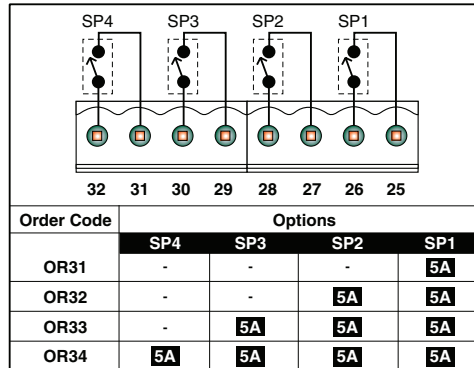 SP4 SP3 SP2 SP1
32 31 30 29 28 27 26 25
Order Code Options
SP4 SP3 SP2 SP1
OR31 - - - 5A
OR32 - - 5A 5A
OR33 - 5A 5A 5A
OR34 5A 5A 5A 5A